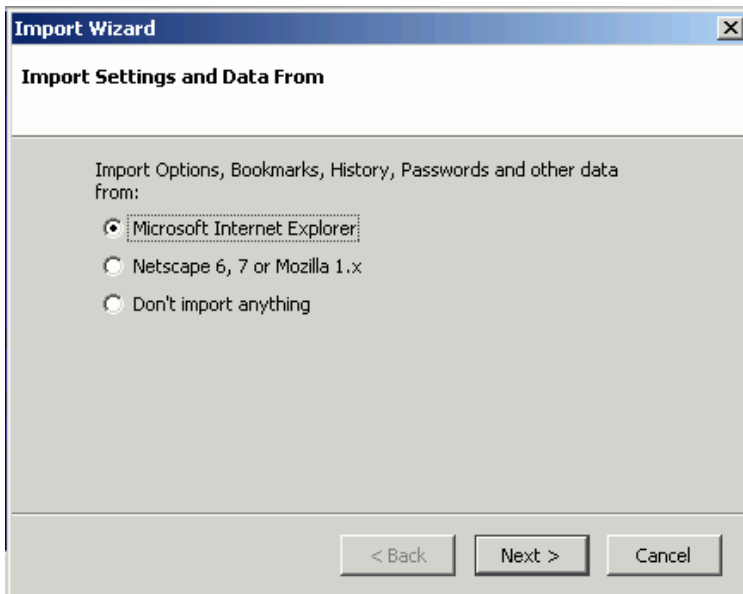 Import Wizard
Import Settings and Data From
Import Options, Bookmarks, History, Passwords and other data
from:
Microsoft Internet Explorer
Netscape 6, 7 or Mozilla 1.x
Don't import anything
< Back Next > Cancel